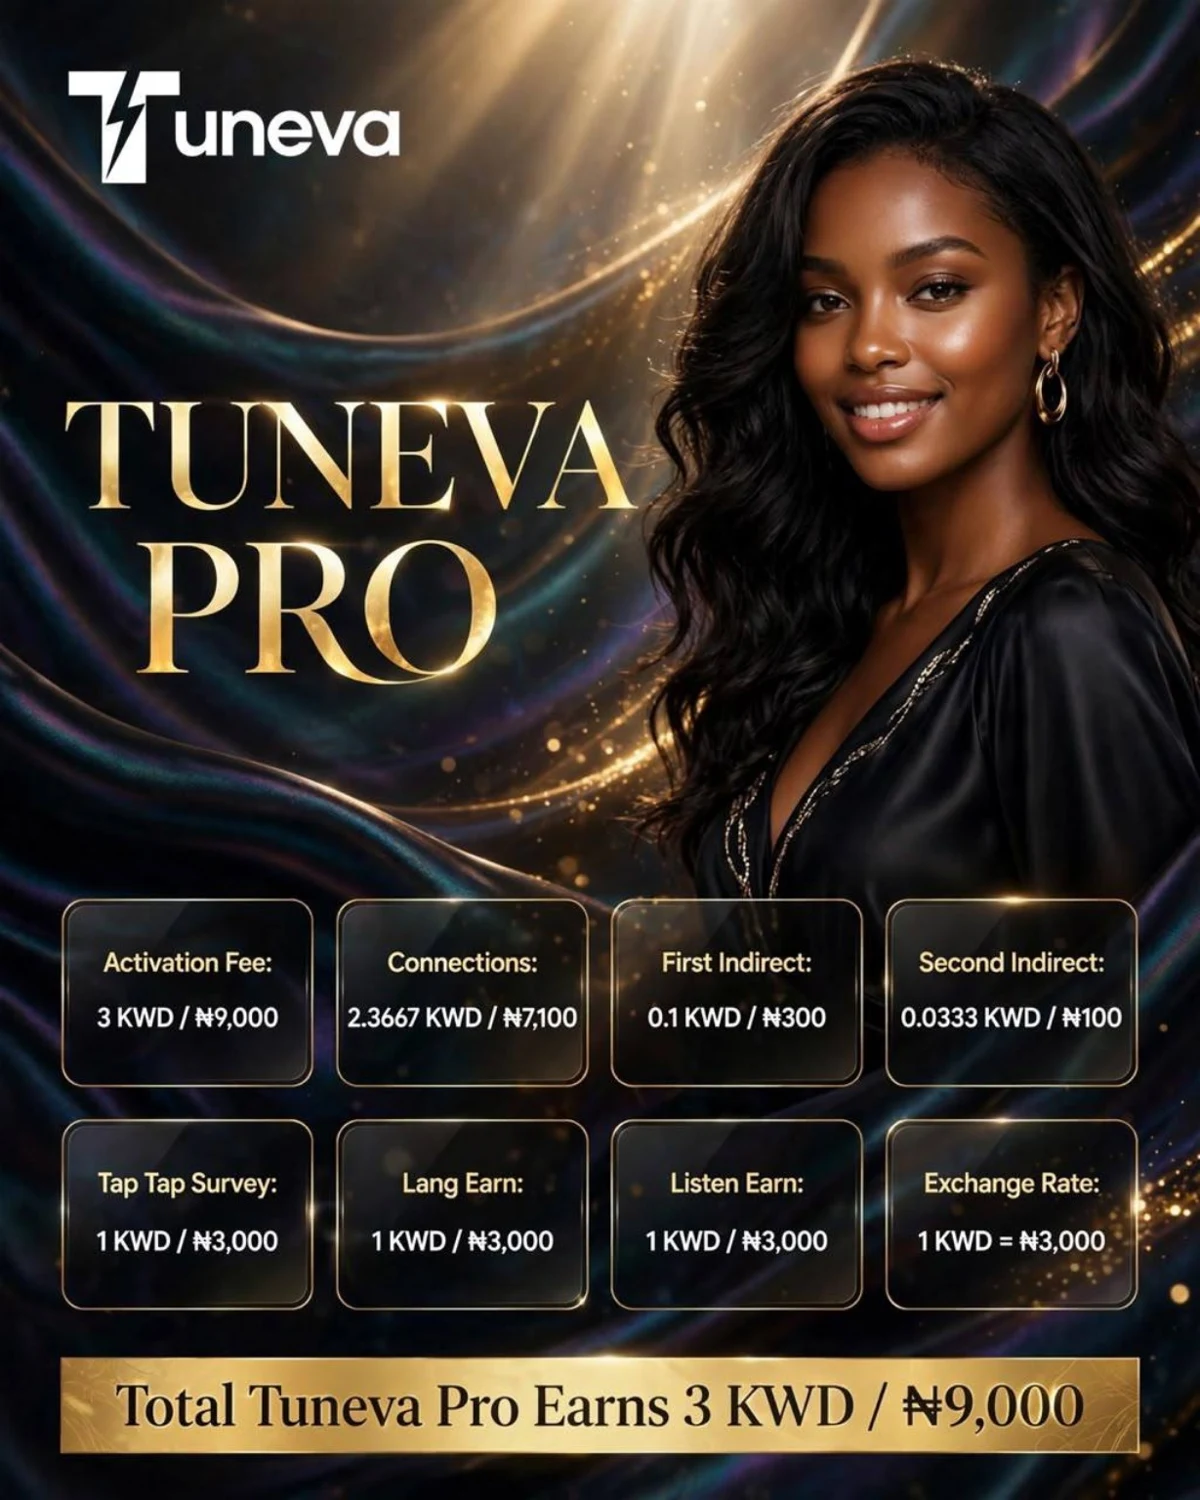 Tuneva
TUNEVA
PRO
Activation Fee:
3 KWD / ₦9,000
Connections:
2.3667 KWD / ₦7,100
First Indirect:
0.1 KWD / ₦300
Second Indirect:
0.0333 KWD / ₦100
Tap Tap Survey:
1 KWD / ₦3,000
Lang Earn:
1 KWD / ₦3,000
Listen Earn:
1 KWD / ₦3,000
Exchange Rate:
1 KWD = ₦3,000
Total Tuneva Pro Earns 3 KWD / ₦9,000